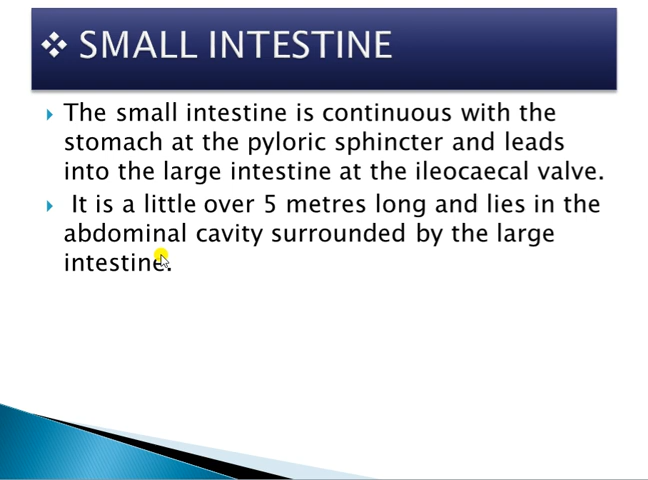 ❖ SMALL INTESTINE
The small intestine is continuous with the
stomach at the pyloric sphincter and leads
into the large intestine at the ileocaecal valve.
It is a little over 5 metres long and lies in the
abdominal cavity surrounded by the large
intestine.